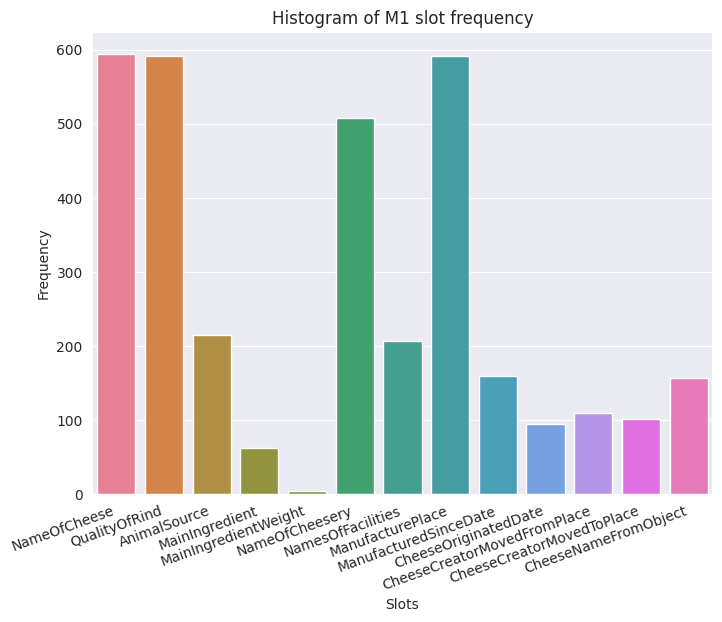 Histogram of M1 slot frequency
600
500
400
300
200
100
0
Frequency
NameOfCheese
QualityOfRind
AnimalSource
MainIngredient
MainIngredientWeight
NameOfCheesery
NamesOfFacilities
ManufacturePlace
ManufacturedSinceDate
CheeseOriginatedDate
CheeseCreatorMovedFromPlace
CheeseCreatorMovedToPlace
CheeseNameFromObject
Slots